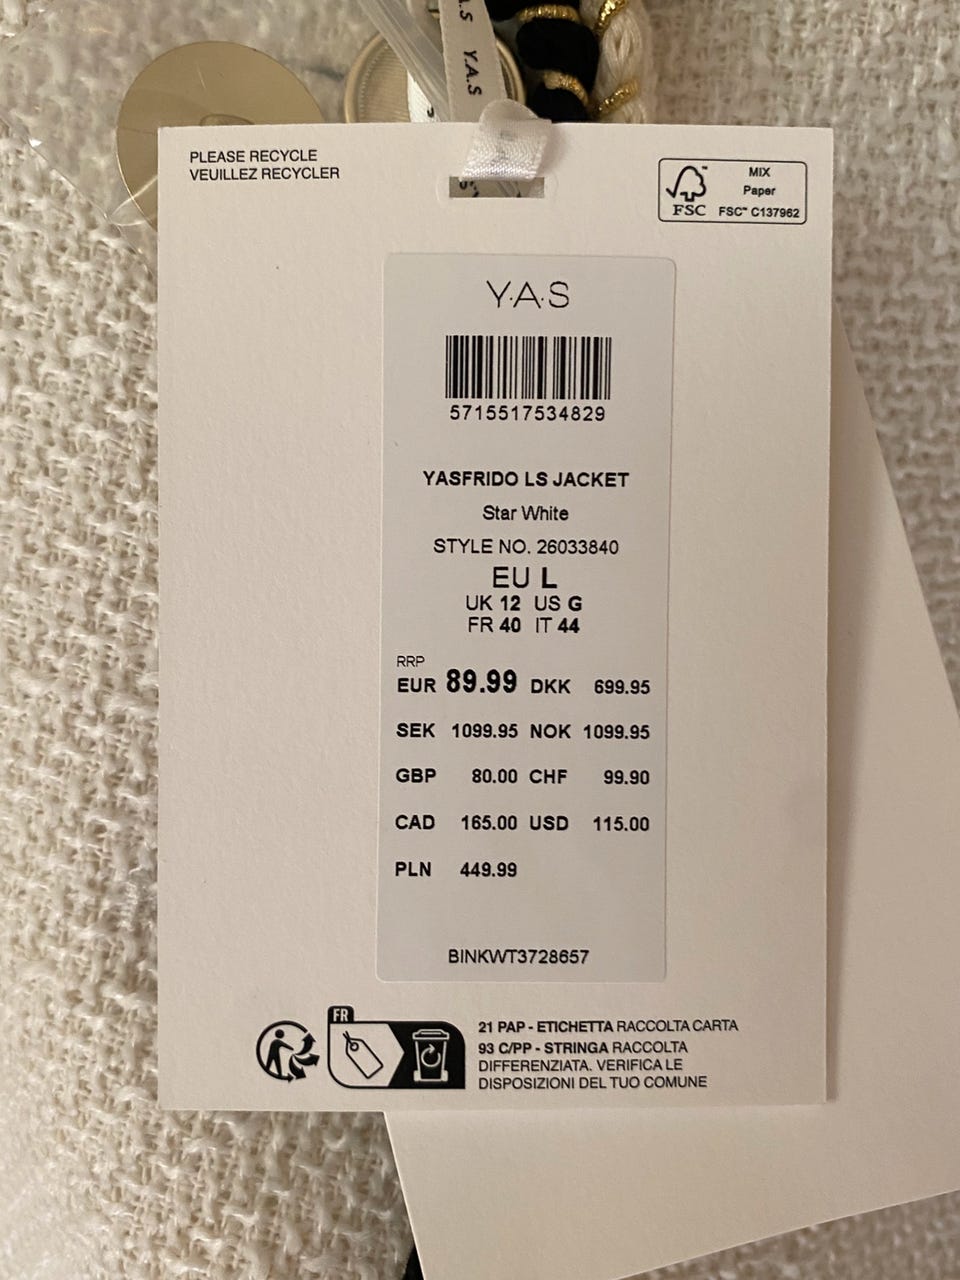 Y.A.S
PLEASE RECYCLE
VEUILLEZ RECYCLER
MIX
Paper
FSC™ C137962
FSC™
Y·A·S
5715517534829
YASFRIDO LS JACKET
Star White
STYLE NO. 26033840
EU L
UK 12 US G
FR 40 IT 44
RRP
EUR 89.99 DKK 699.95
SEK 1099.95 NOK 1099.95
GBP 80.00 CHF 99.90
CAD 165.00 USD 115.00
PLN 449.99
BINKWT3728657
FR
21 PAP - ETICHETTA RACCOLTA CARTA
93 C/PP - STRINGA RACCOLTA
DIFFERENZIATA. VERIFICA LE
DISPOSIZIONI DEL TUO COMUNE